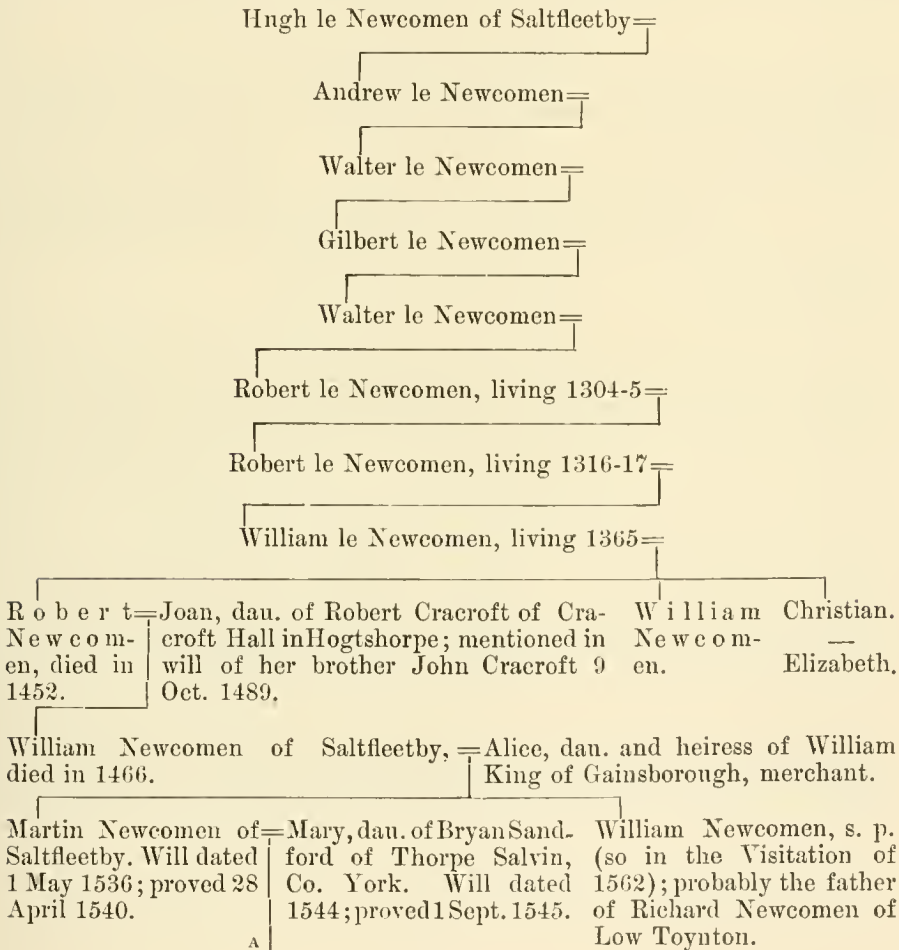 Hugh le Newcomen of Saltfleetby=
Andrew le Newcomen=
Walter le Newcomen=
Gilbert le Newcomen=
Walter le Newcomen=
Robert le Newcomen, living 1304-5=
Robert le Newcomen, living 1316-17=
William le Newcomen, living 1365=
Robert
Newcom-
en, died in
1452.
=Joan, dau. of Robert Cracroft of Cra-
croft Hall in Hogtshorpe; mentioned in
will of her brother John Cracroft 9
Oct. 1489.
William
Newcom-
en.
Christian.
—
Elizabeth.
William Newcomen of Saltfleetby,
died in 1466.
=Alice, dau. and heiress of William
King of Gainsborough, merchant.
Martin Newcomen of
Saltfleetby. Will dated
1 May 1536; proved 28
April 1540.
=Mary, dau. of Bryan Sand-
ford of Thorpe Salvin,
Co. York. Will dated
1544; proved 1 Sept. 1545.
William Newcomen, s. p.
(so in the Visitation of
1562); probably the father
of Richard Newcomen of
Low Toynton.
A